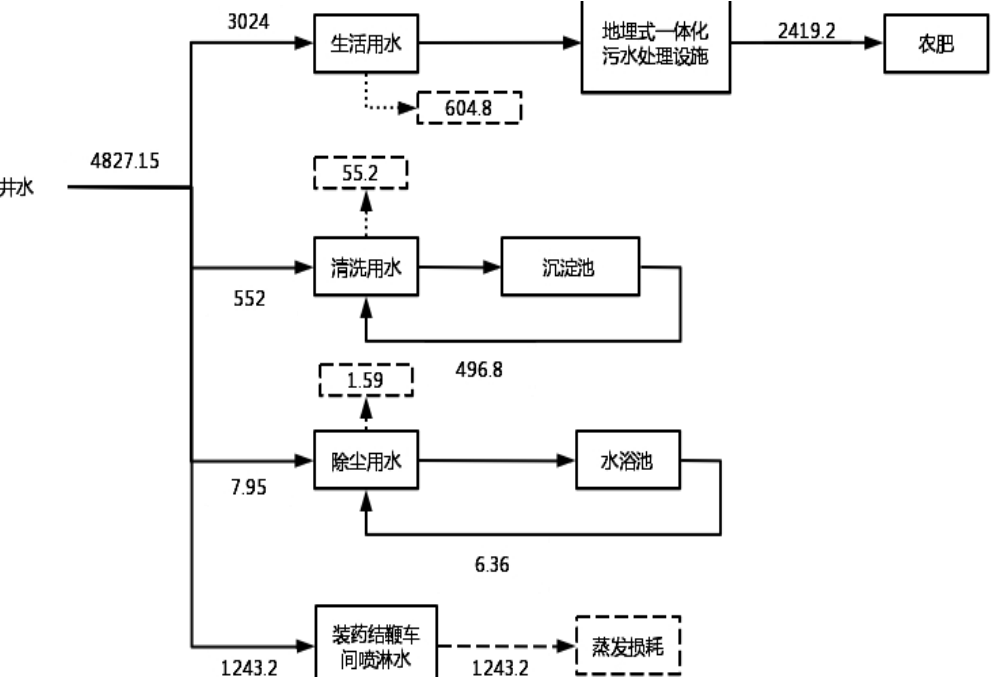 3024
生活用水
地埋式一体化
污水处理设施
2419.2
农肥
604.8
4827.15
井水
55.2
清洗用水
沉淀池
552
496.8
1.59
除尘用水
水浴池
7.95
6.36
装药结鞭车
间喷淋水
蒸发损耗
1243.2
1243.2